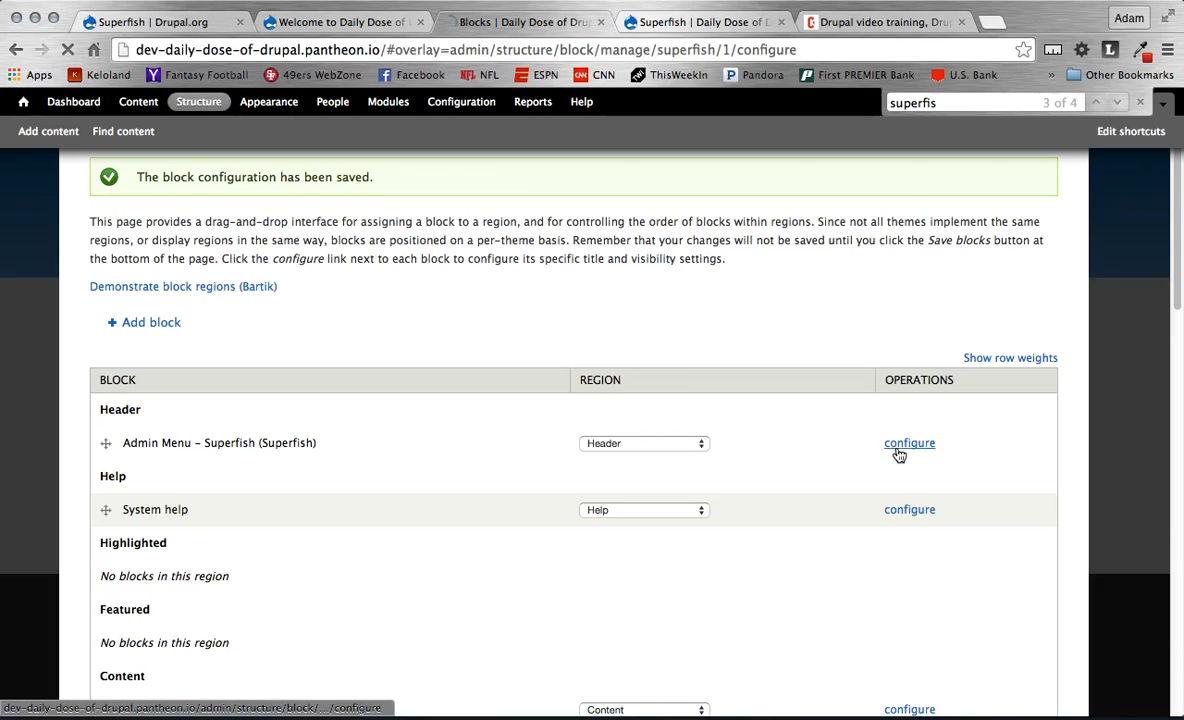 Superfish | Drupal.org
Welcome to Daily Dose of
Blocks | Daily Dose of Dru
Superfish | Daily Dose of D
Drupal video training, Dru
Adam
dev-daily-dose-of-drupal.pantheon.io/#overlay=admin/structure/block/manage/superfish/1/configure
Apps Keloland Fantasy Football 49ers WebZone Facebook NFL ESPN CNN ThisWeekIn Pandora First PREMIER Bank U.S. Bank » Other Bookmarks
Dashboard Content Structure Appearance People Modules Configuration Reports Help
superfis 3 of 4
Add content Find content Edit shortcuts
The block configuration has been saved.
This page provides a drag-and-drop interface for assigning a block to a region, and for controlling the order of blocks within regions. Since not all themes implement the same
regions, or display regions in the same way, blocks are positioned on a per-theme basis. Remember that your changes will not be saved until you click the Save blocks button at
the bottom of the page. Click the configure link next to each block to configure its specific title and visibility settings.
Demonstrate block regions (Bartik)
+ Add block
Show row weights
BLOCK REGION OPERATIONS
Header
Admin Menu - Superfish (Superfish) Header configure
Help
System help Help configure
Highlighted
No blocks in this region
Featured
No blocks in this region
Content
Content configure
dev-daily-dose-of-drupal.pantheon.io/admin/structure/block/.../configure